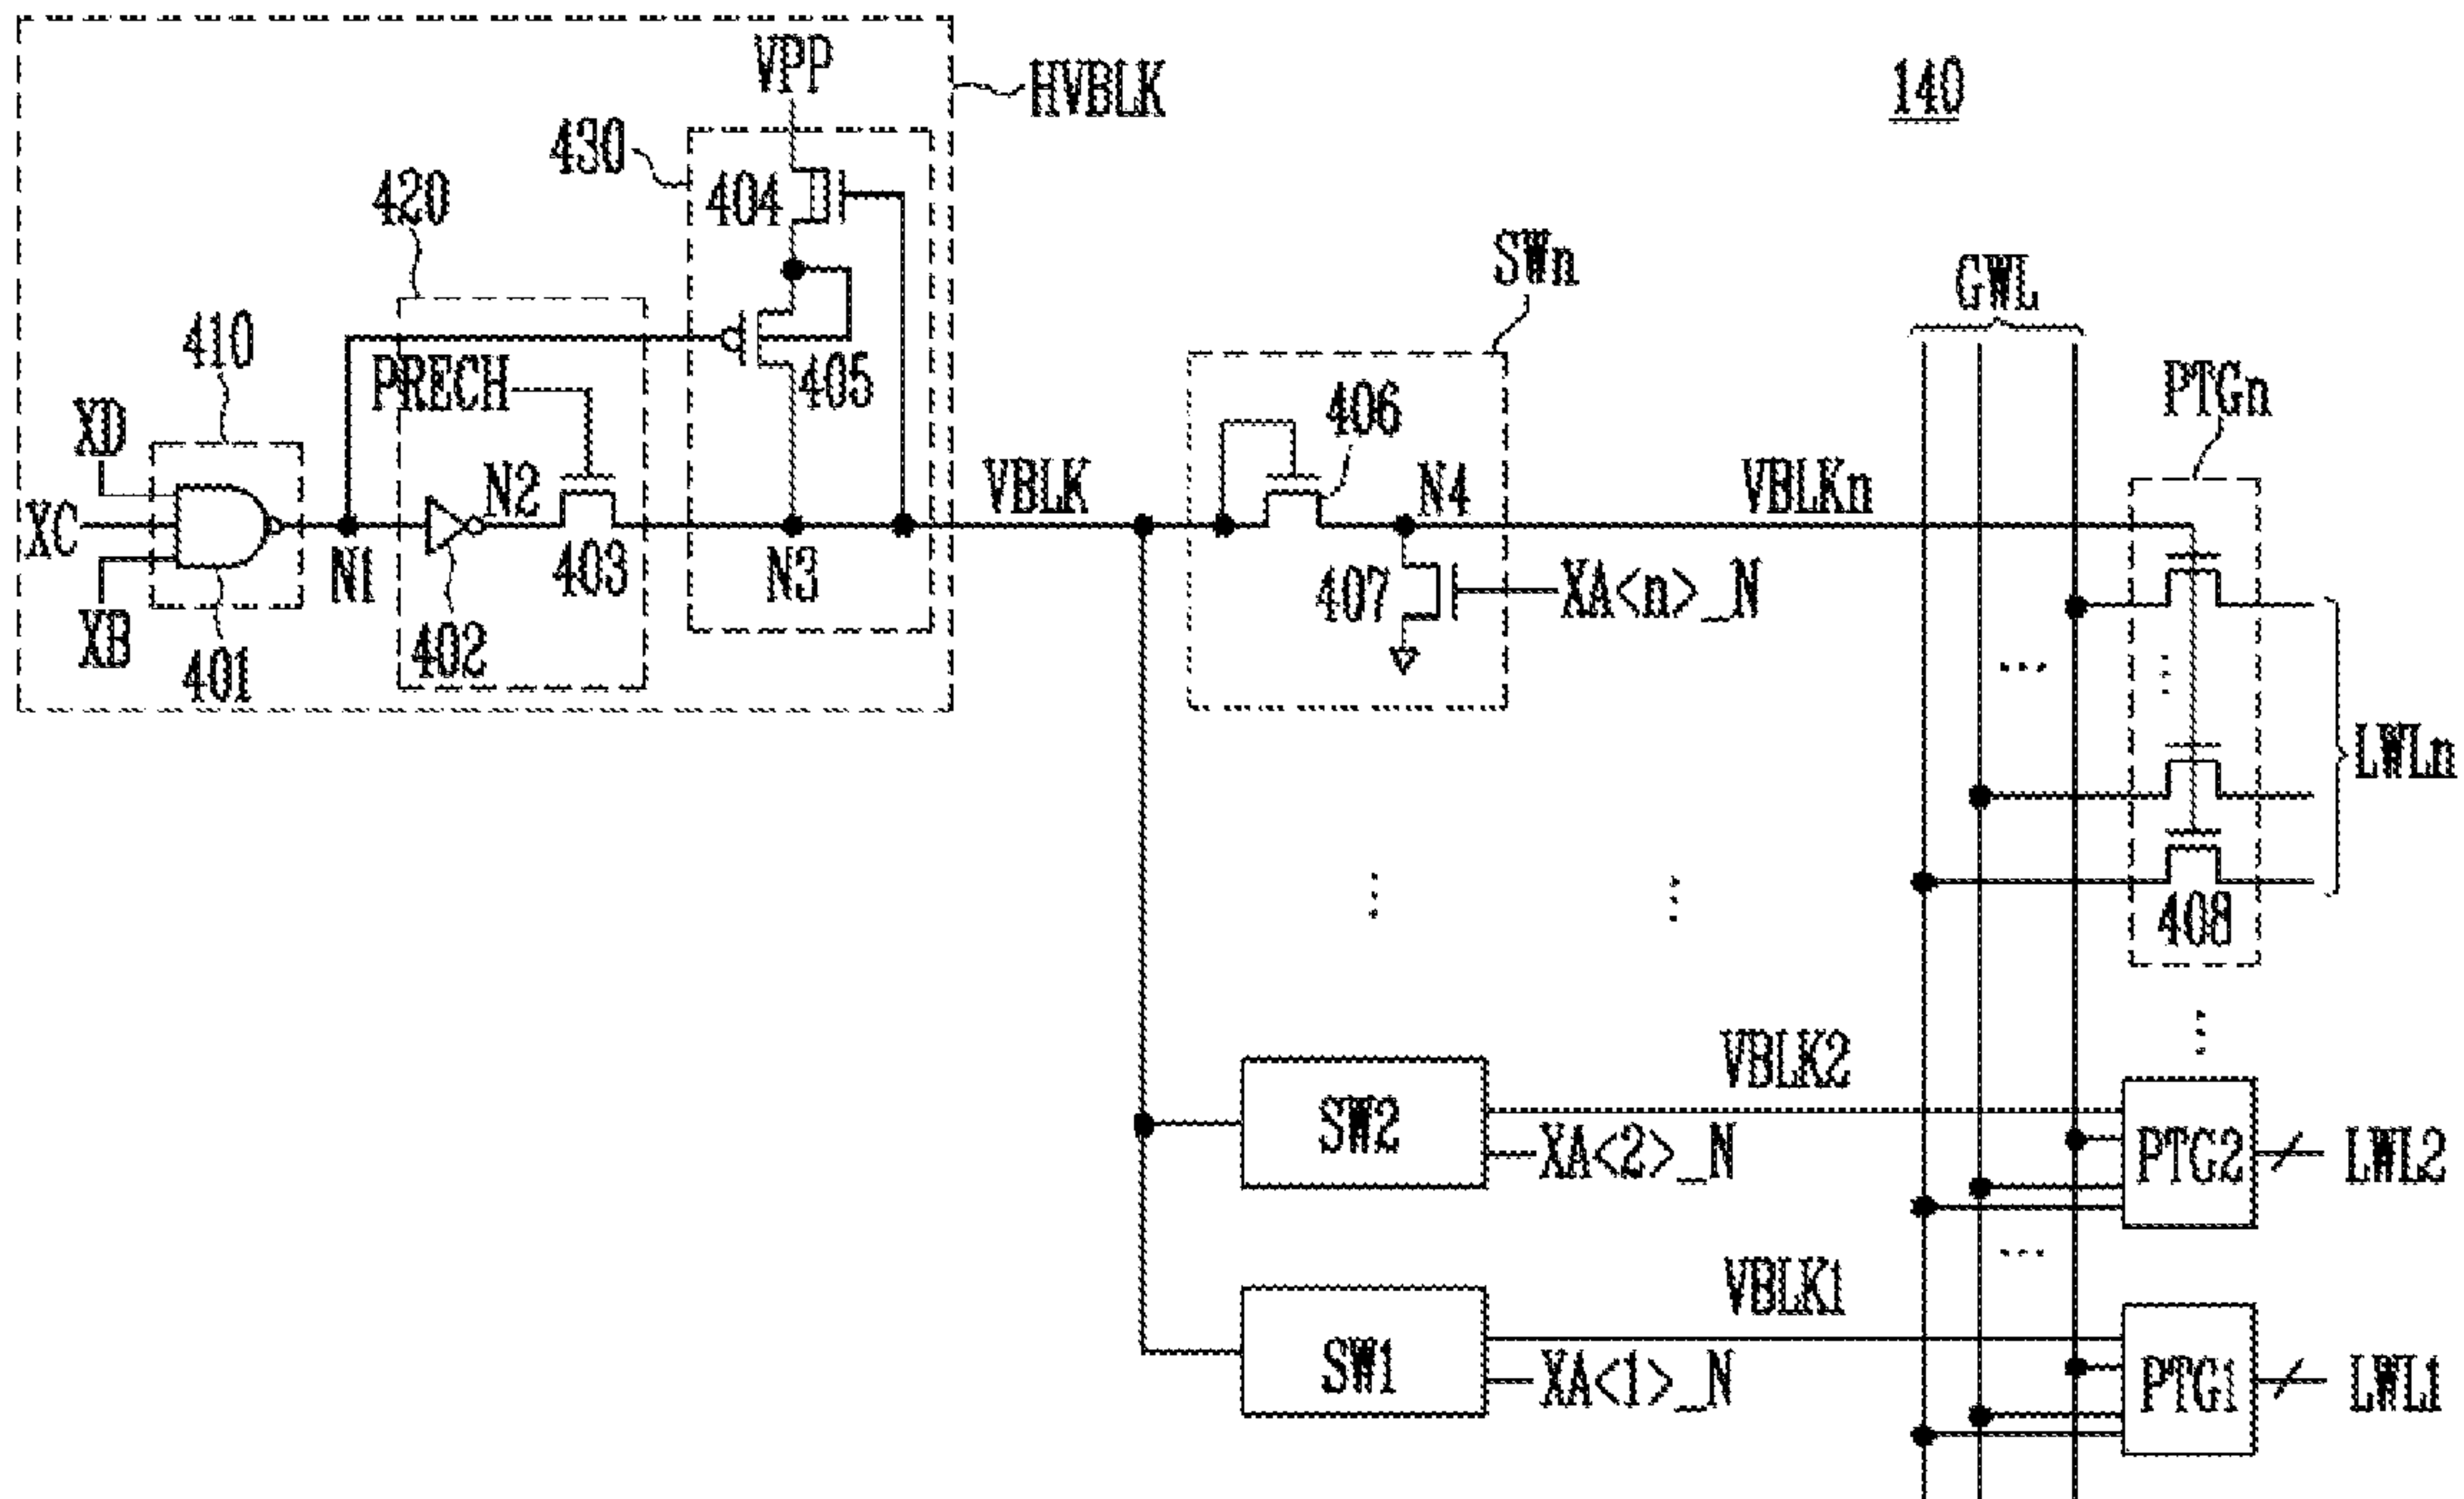 VPP
HVBLK
140
430
404
420
SWn
GWL
410
PRECH
405
406
PTGn
XD
N2
VBLK
N4
VBLKn
XC
N1
403
N3
407
XA<n>_N
XB
401
402
LWLn
408
VBLK2
SW2
XA<2>_N
PTG2
LWL2
VBLK1
SW1
XA<1>_N
PTG1
LWL1